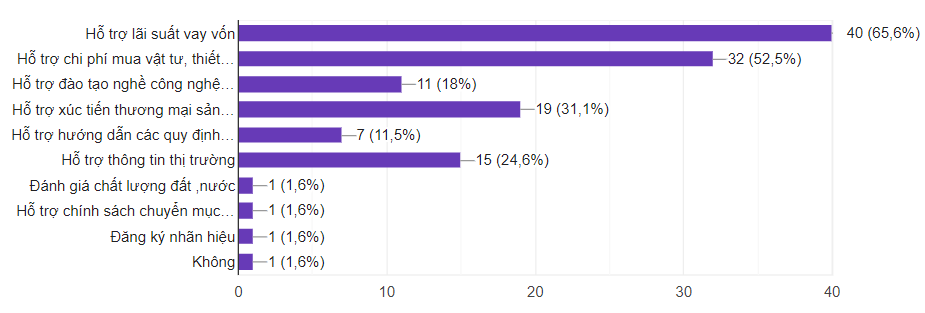 Hỗ trợ lãi suất vay vốn 40 (65,6%)
Hỗ trợ chi phí mua vật tư, thiết… 32 (52,5%)
Hỗ trợ đào tạo nghề công nghệ… 11 (18%)
Hỗ trợ xúc tiến thương mại sản… 19 (31,1%)
Hỗ trợ hướng dẫn các quy định… 7 (11,5%)
Hỗ trợ thông tin thị trường 15 (24,6%)
Đánh giá chất lượng đất ,nước 1 (1,6%)
Hỗ trợ chính sách chuyển mục… 1 (1,6%)
Đăng ký nhãn hiệu 1 (1,6%)
Không 1 (1,6%)
0 10 20 30 40